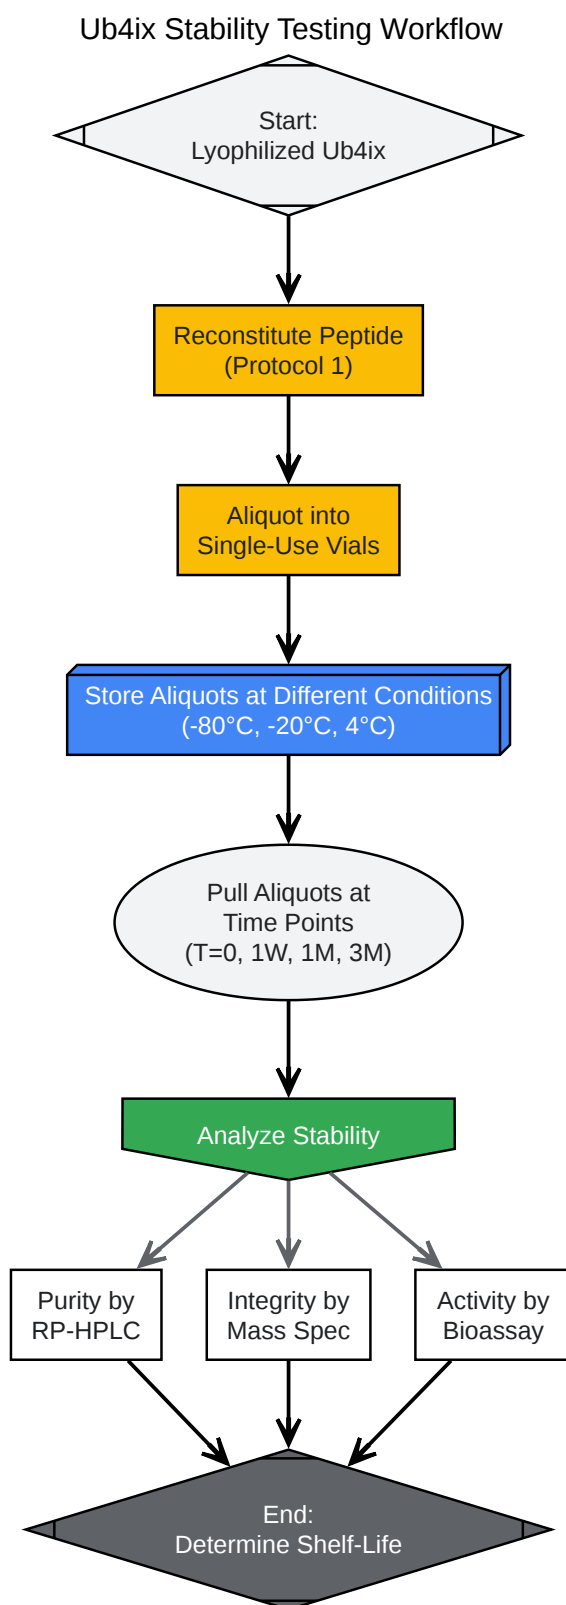 Ub4ix Stability Testing Workflow
Start:
Lyophilized Ub4ix
Reconstitute Peptide
(Protocol 1)
Aliquot into
Single-Use Vials
Store Aliquots at Different Conditions
(-80°C, -20°C, 4°C)
Pull Aliquots at
Time Points
(T=0, 1W, 1M, 3M)
Analyze Stability
Purity by
RP-HPLC
Integrity by
Mass Spec
Activity by
Bioassay
End:
Determine Shelf-Life